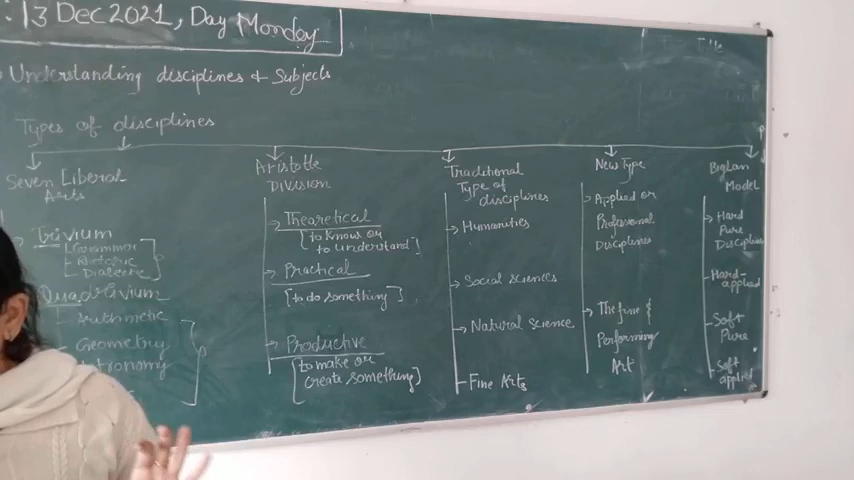 : 13 Dec 2021, Day Monday
Understanding disciplines & Subjects
Title
Types of disciplines
Seven Liberal
Arts
Trivium
Grammar
Rhetoric
Dialectic
Quadrivium
Arithmetic
Geometry
tronomy
Aristotle
DIVISION
Theoretical
[to know or
to understand]
Practical
[to do something]
Productive
[to make or
create something]
Traditional
Type of
disciplines
Humanities
Social sciences
Natural Science
Fine Arts
New Type
Applied or
Professional
Disciplines
The fine &
Performing
Art
Biglan
Model
Hard
Pure
Disciplines
Hard-
applied
Soft
Pure
Soft
applied